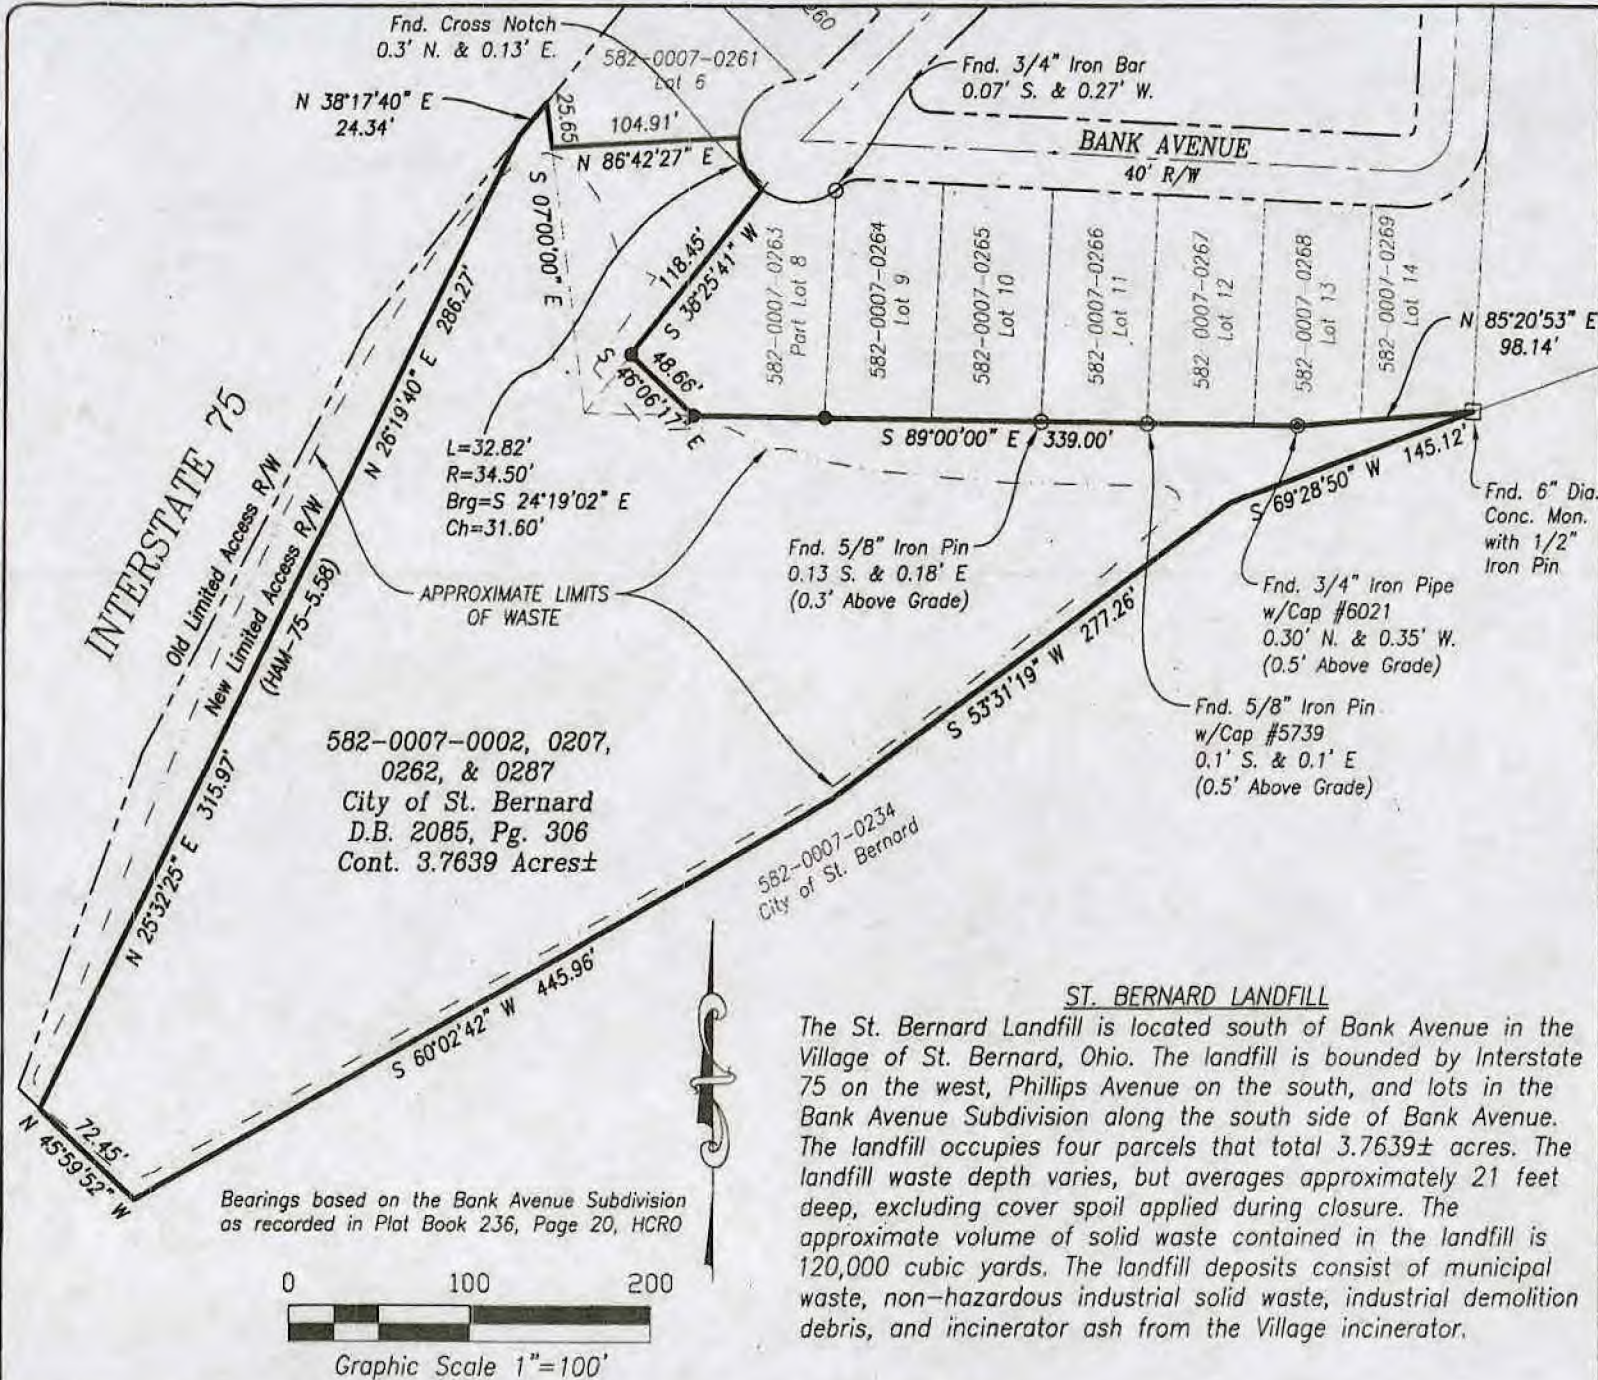 Fnd. Cross Notch
0.3' N. & 0.13' E.
582-0007-0261
Lot 6
260
Fnd. 3/4" Iron Bar
0.07' S. & 0.27' W.
N 38°17'40" E
24.34'
25.65
104.91'
N 86°42'27" E
S 07°00'00" E
BANK AVENUE
40' R/W
118.45'
S 38°25'41" W
48.66'
S 46°06'17" E
582-0007-0263
Part Lot 8
582-0007-0264
Lot 9
582-0007-0265
Lot 10
582-0007-0266
Lot 11
582 0007-0267
Lot 12
582-0007-0268
Lot 13
582-0007-0269
Lot 14
N 85°20'53" E
98.14'
INTERSTATE 75
Old Limited Access R/W
New Limited Access R/W
(HAM-75-5.58)
N 26°19'40" E 286.27'
L=32.82'
R=34.50'
Brg=S 24°19'02" E
Ch=31.60'
S 89°00'00" E 339.00'
S 69°28'50" W 145.12'
Fnd. 6" Dia.
Conc. Mon.
with 1/2"
Iron Pin
APPROXIMATE LIMITS
OF WASTE
Fnd. 5/8" Iron Pin
0.13 S. & 0.18' E
(0.3' Above Grade)
Fnd. 3/4" Iron Pipe
w/Cap #6021
0.30' N. & 0.35' W.
(0.5' Above Grade)
S 53°31'19" W 277.26'
Fnd. 5/8" Iron Pin
w/Cap #5739
0.1' S. & 0.1' E
(0.5' Above Grade)
N 25°32'25" E 315.97'
582-0007-0002, 0207,
0262, & 0287
City of St. Bernard
D.B. 2085, Pg. 306
Cont. 3.7639 Acres±
582-0007-0234
City of St. Bernard
S 60°02'42" W 445.96'
72.45'
N 45°59'52" W
Bearings based on the Bank Avenue Subdivision
as recorded in Plat Book 236, Page 20, HCRO
0 100 200
Graphic Scale 1"=100'
ST. BERNARD LANDFILL
The St. Bernard Landfill is located south of Bank Avenue in the
Village of St. Bernard, Ohio. The landfill is bounded by Interstate
75 on the west, Phillips Avenue on the south, and lots in the
Bank Avenue Subdivision along the south side of Bank Avenue.
The landfill occupies four parcels that total 3.7639± acres. The
landfill waste depth varies, but averages approximately 21 feet
deep, excluding cover spoil applied during closure. The
approximate volume of solid waste contained in the landfill is
120,000 cubic yards. The landfill deposits consist of municipal
waste, non-hazardous industrial solid waste, industrial demolition
debris, and incinerator ash from the Village incinerator.